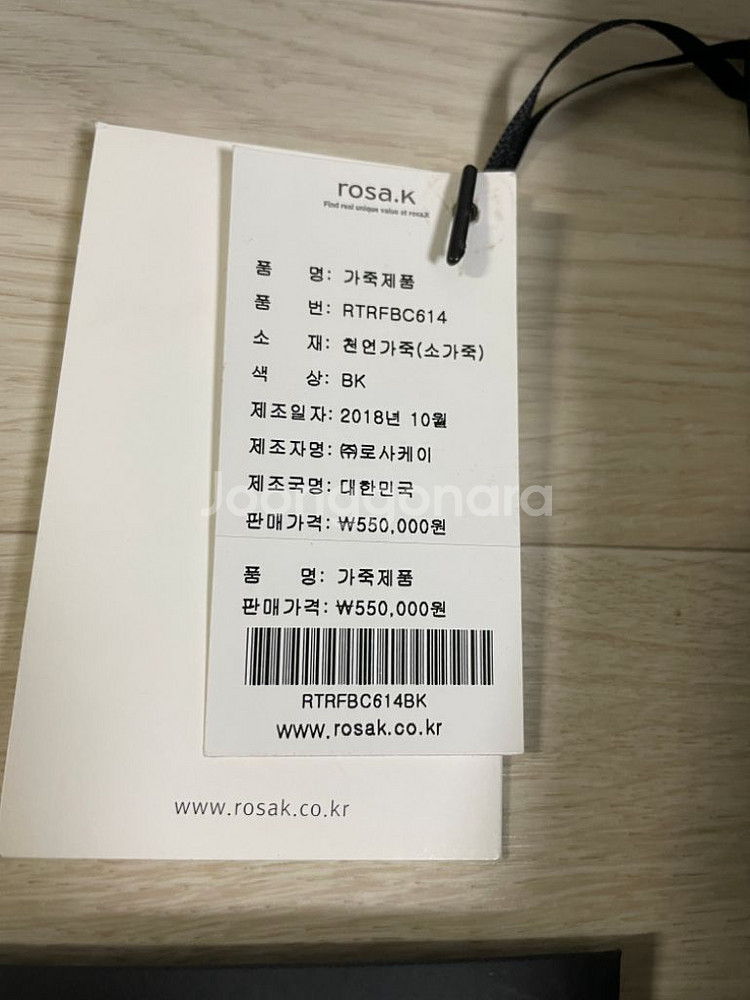 rosa.K
Find real unique value at rosa.K
품 명: 가죽제품
품 번: RTRFBC614
소 재: 천연가죽(소가죽)
색 상: BK
제조일자: 2018년 10월
제조자명: ㈜로사케이
제조국명: 대한민국
Joonggonara
판매가격: ₩550,000원
품 명: 가죽제품
판매가격: ₩550,000원
RTRFBC614BK
www.rosak.co.kr
www.rosak.co.kr